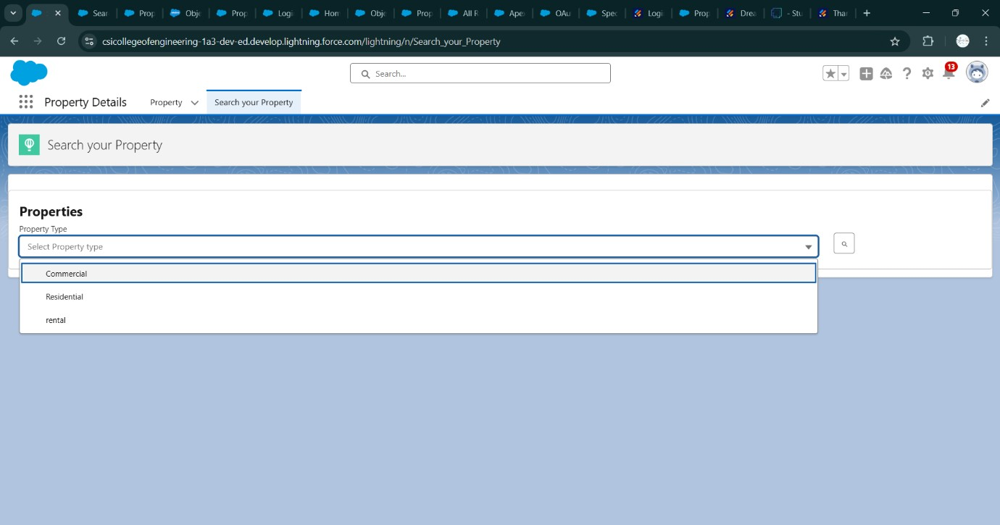 Sear
Prop
Obje
Prop
Logi
Hom
Obje
Prop
All R
Apex
OAu
Spec
Logi
Prop
Drea
- Stu
Thar
csicollegeofengineering-1a3-dev-ed.develop.lightning.force.com/lightning/n/Search_your_Property
Search...
13
Property Details
Property
Search your Property
Search your Property
Properties
Property Type
Select Property type
Commercial
Residential
rental